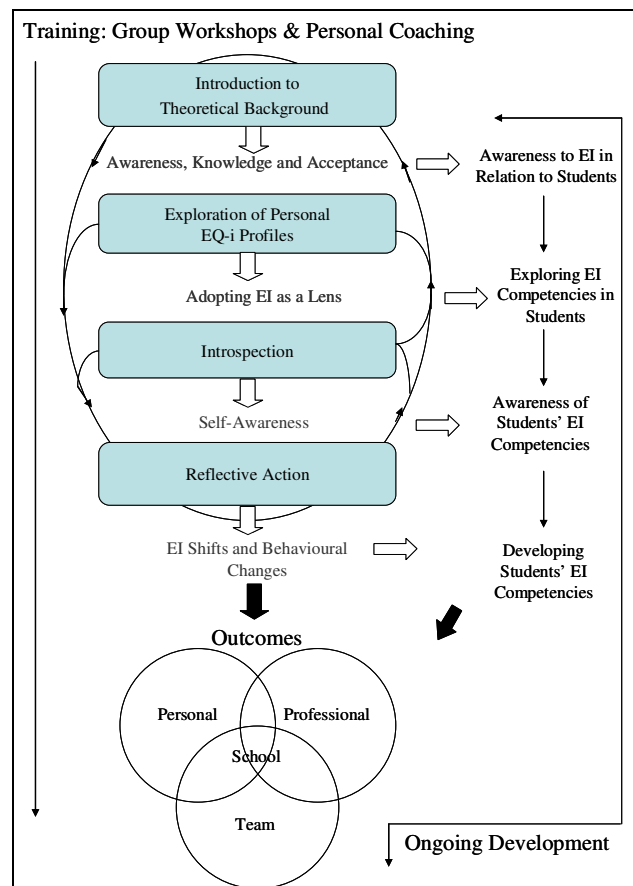 Training: Group Workshops & Personal Coaching
Introduction to
Theoretical Background
Awareness, Knowledge and Acceptance
Awareness to EI in
Relation to Students
Exploration of Personal
EQ-i Profiles
Adopting EI as a Lens
Exploring EI
Competencies in
Students
Introspection
Self-Awareness
Awareness of
Students' EI
Competencies
Reflective Action
EI Shifts and Behavioural
Changes
Developing
Students' EI
Competencies
Outcomes
Personal
Professional
School
Team
Ongoing Development